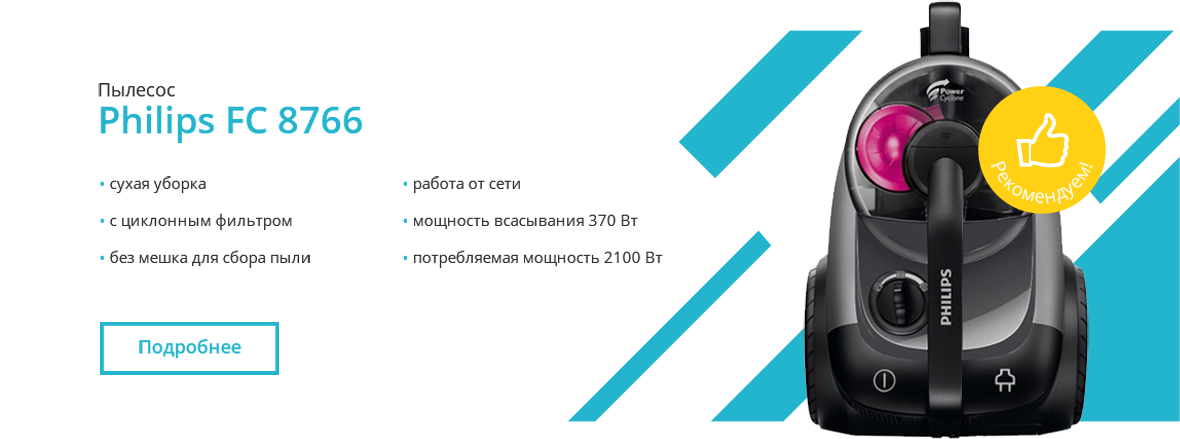 Пылесос
Philips FC 8766
• сухая уборка
• с циклонным фильтром
• без мешка для сбора пыли
• работа от сети
• мощность всасывания 370 Вт
• потребляемая мощность 2100 Вт
Подробнее
Power
Cyclone
Рекомендуем!
PHILIPS